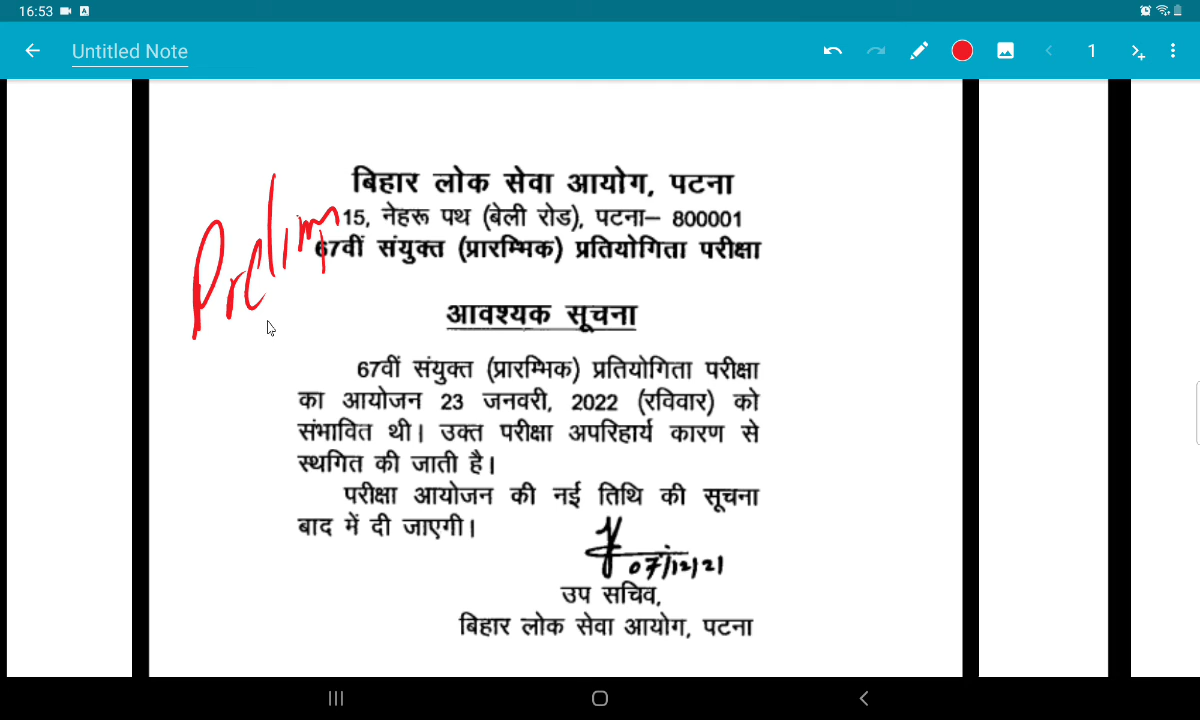 16:53
Untitled Note
1
बिहार लोक सेवा आयोग, पटना
15, नेहरू पथ (बेली रोड), पटना– 800001
67वीं संयुक्त (प्रारम्भिक) प्रतियोगिता परीक्षा
Prelim
आवश्यक सूचना
67वीं संयुक्त (प्रारम्भिक) प्रतियोगिता परीक्षा
का आयोजन 23 जनवरी, 2022 (रविवार) को
संभावित थी। उक्त परीक्षा अपरिहार्य कारण से
स्थगित की जाती है।
परीक्षा आयोजन की नई तिथि की सूचना
बाद में दी जाएगी।
07/12/21
उप सचिव,
बिहार लोक सेवा आयोग, पटना